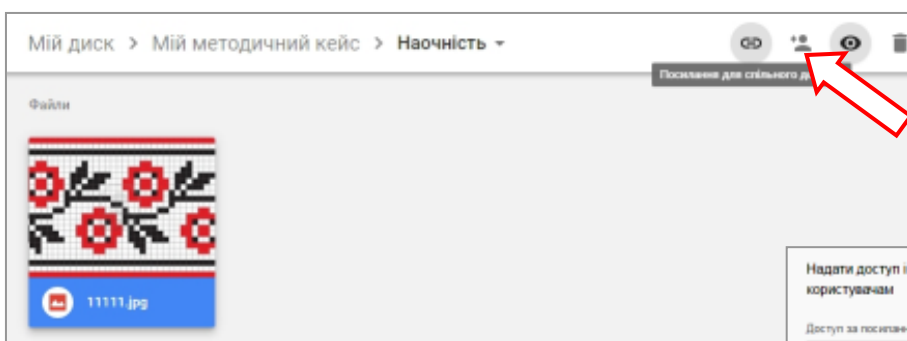 Мій диск > Мій методичний кейс > Наочність
Посилання для спільного д
Файли
11111.jpg
Надати доступ і
користувачам
Доступ за посилан